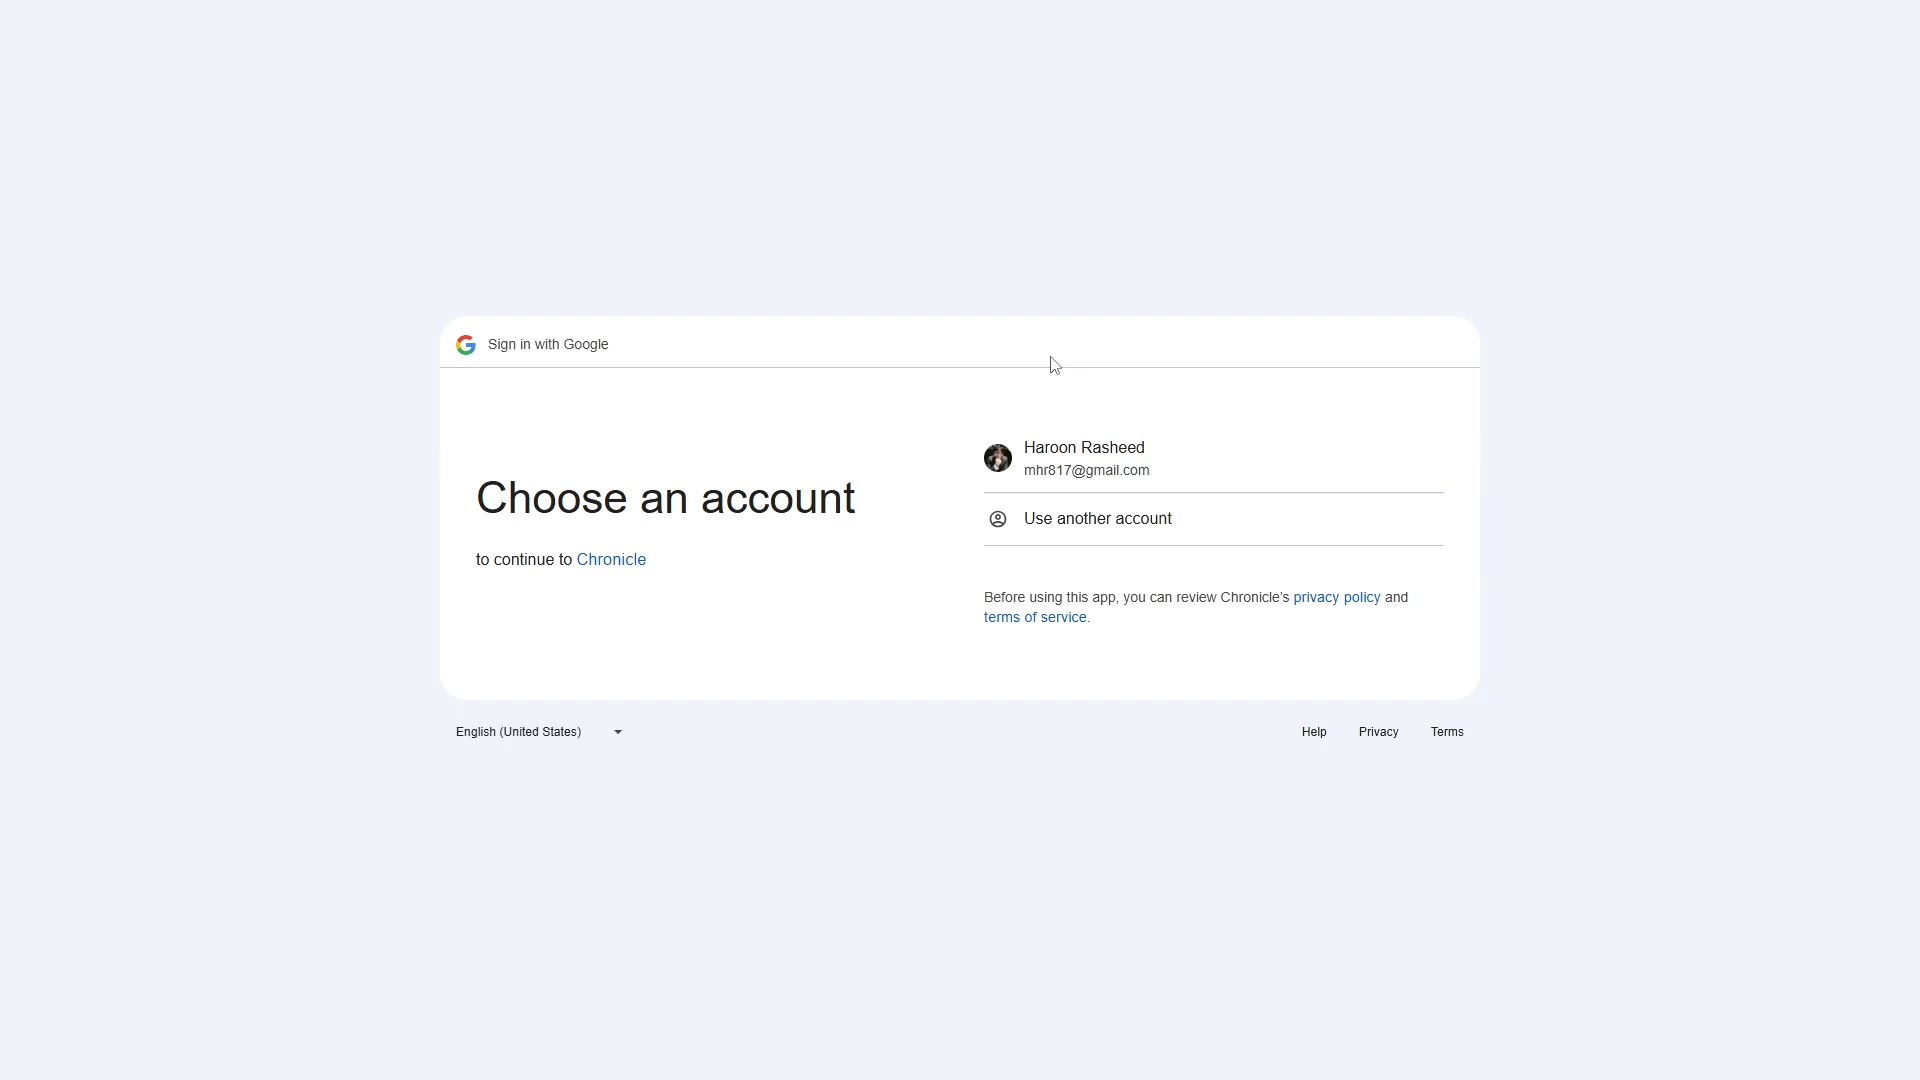 Sign in with Google
Choose an account
to continue to Chronicle
Haroon Rasheed
mhr817@gmail.com
Use another account
Before using this app, you can review Chronicle’s privacy policy and
terms of service.
English (United States)
Help
Privacy
Terms